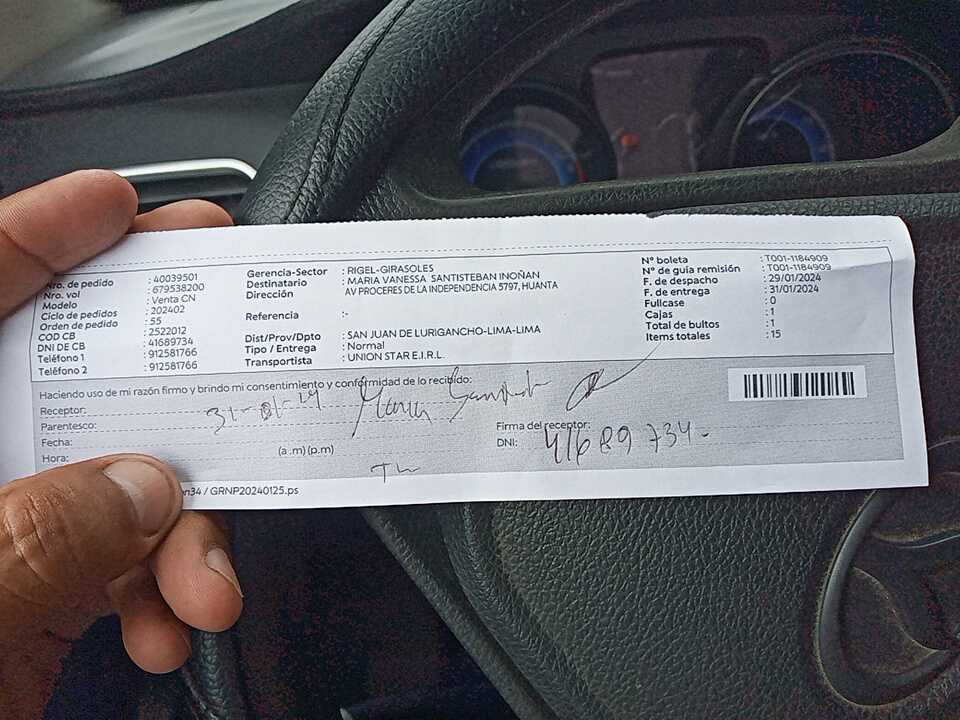 Nro. de pedido : 40039501
Nro. vol : 679538200
Modelo : Venta CN
Ciclo de pedidos : 202402
Orden de pedido : 55
COD CB : 2522012
DNI DE CB : 41689734
Teléfono 1 : 912581766
Teléfono 2 : 912581766
Gerencia-Sector : RIGEL-GIRASOLES
Destinatario : MARIA VANESSA SANTISTEBAN INOÑAN
Dirección AV PROCERES DE LA INDEPENDENCIA 5797, HUANTA
Referencia :-
Dist/Prov/Dpto : SAN JUAN DE LURIGANCHO-LIMA-LIMA
Tipo / Entrega : Normal
Transportista : UNION STAR E.I.R.L.
N° boleta : T001-1184909
N° de guía remisión : T001-1184909
F. de despacho : 29/01/2024
F. de entrega : 31/01/2024
Fullcase : 0
Cajas : 1
Total de bultos : 1
Items totales : 15
Haciendo uso de mi razón firmo y brindo mi consentimiento y conformidad de lo recibido:
Receptor:
Parentesco:
Fecha:
Hora: (a.m)(p.m)
Firma del receptor:
DNI: 41689734.
34 / GRNP20240125.ps